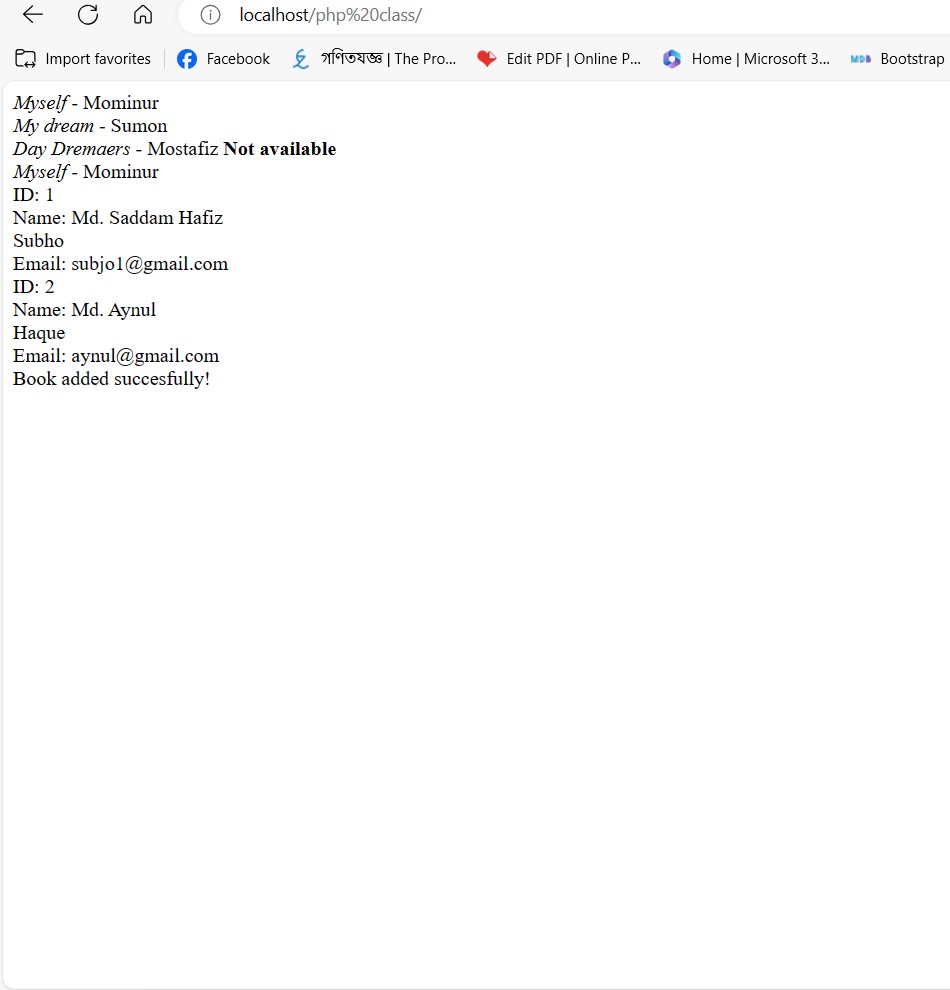 localhost/php%20class/
Import favorites Facebook গণিতযজ্ঞ | The Pro... Edit PDF | Online P... Home | Microsoft 3... MDB Bootstrap
Myself - Mominur
My dream - Sumon
Day Dremaers - Mostafiz Not available
Myself - Mominur
ID: 1
Name: Md. Saddam Hafiz
Subho
Email: subjo1@gmail.com
ID: 2
Name: Md. Aynul
Haque
Email: aynul@gmail.com
Book added succesfully!